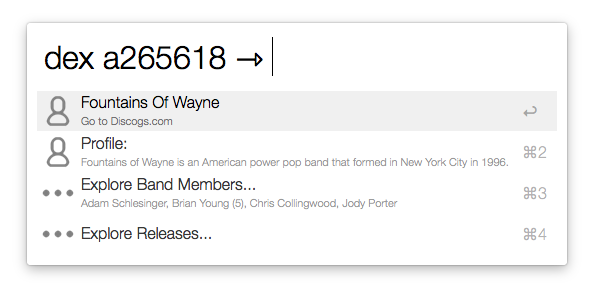 dex a265618 ⇾
Fountains Of Wayne
Go to Discogs.com
↩
Profile:
Fountains of Wayne is an American power pop band that formed in New York City in 1996.
⌘2
Explore Band Members...
Adam Schlesinger, Brian Young (5), Chris Collingwood, Jody Porter
⌘3
Explore Releases...
⌘4